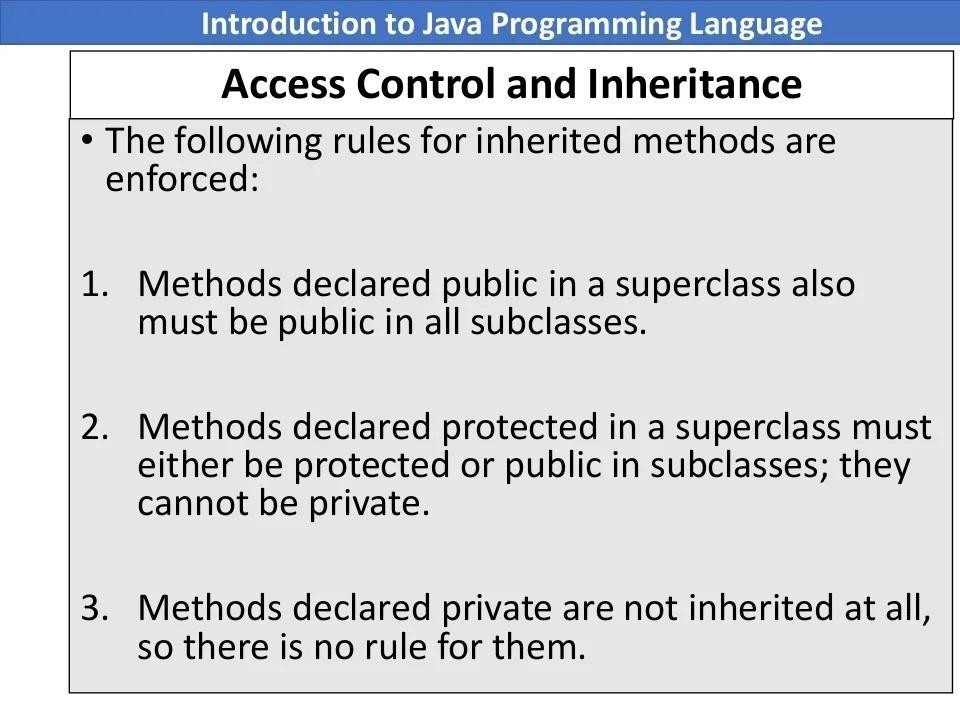 Introduction to Java Programming Language
Access Control and Inheritance
• The following rules for inherited methods are
enforced:
1. Methods declared public in a superclass also
must be public in all subclasses.
2. Methods declared protected in a superclass must
either be protected or public in subclasses; they
cannot be private.
3. Methods declared private are not inherited at all,
so there is no rule for them.